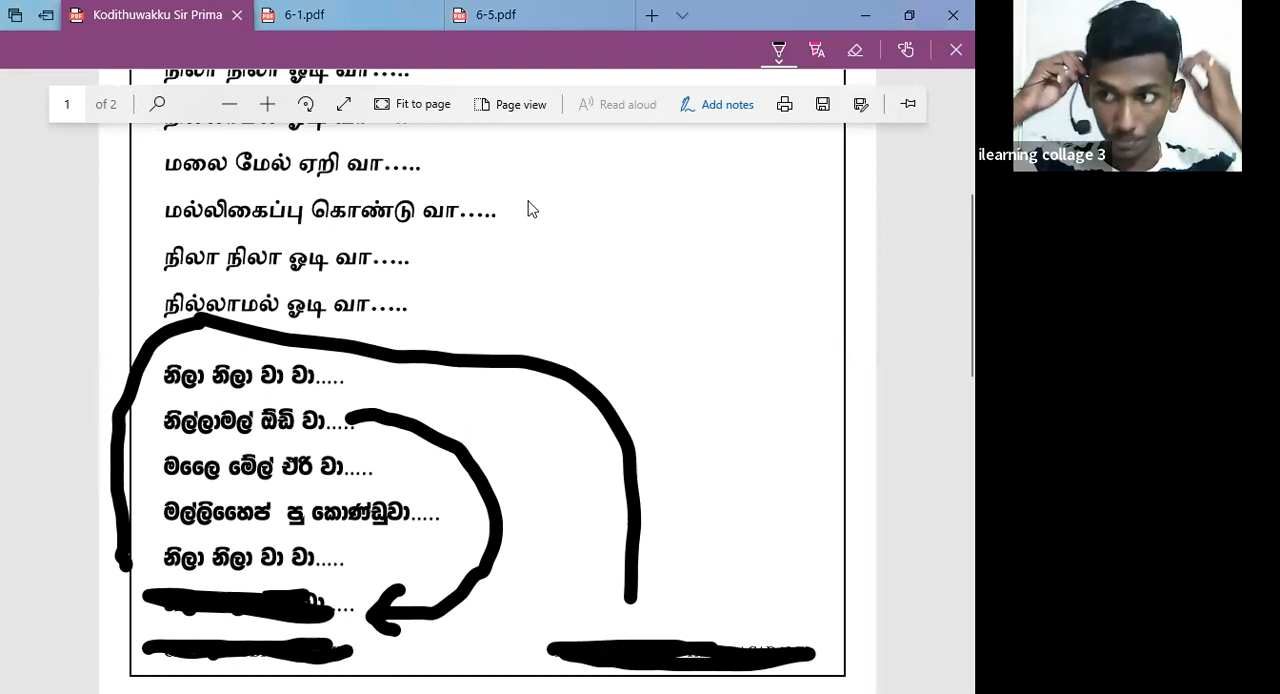 Kodithuwakku Sir Prima
6-1.pdf
6-5.pdf
நிலா நிலா ஓடி வா.....
1 of 2
Fit to page
Page view
Read aloud
Add notes
ilearning collage 3
மலை மேல் ஏறி வா.....
மல்லிகைப்பு கொண்டு வா.....
நிலா நிலா ஓடி வா.....
நில்லாமல் ஓடி வா.....
නිලා නිලා වා වා.....
නිල්ලාමල් ඕඩි වා.....
මලෛ මේල් ඒරි වා.....
මල්ලිහෛප් පු කොණ්ඩුවා.....
නිලා නිලා වා වා.....